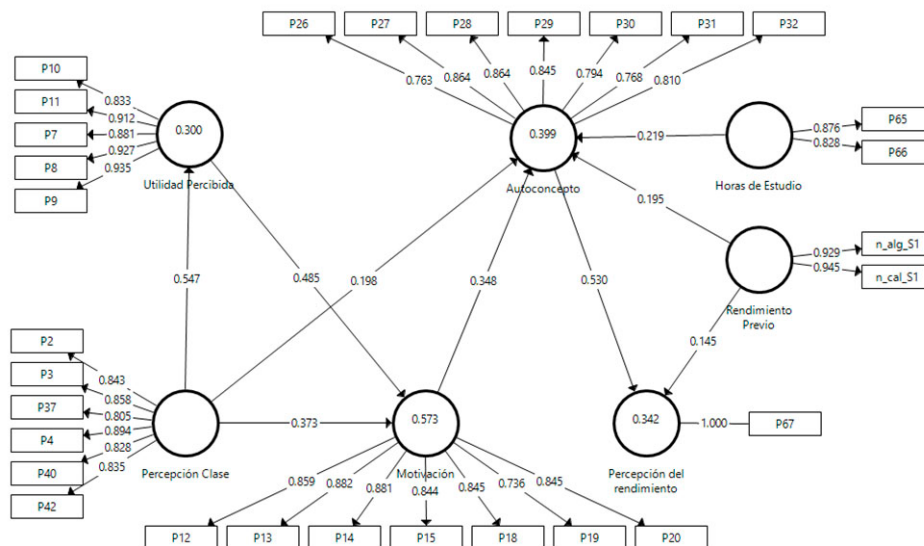 P26
P27
P28
P29
P30
P31
P32
0.763
0.864
0.864
0.845
0.794
0.768
0.810
P10
P11
P7
P8
P9
0.833
0.912
0.881
0.927
0.935
0.300
Utilidad Percibida
0.399
Autoconcepto
0.219
Horas de Estudio
0.876
0.828
P65
P66
0.195
0.547
0.485
0.198
0.348
0.530
Rendimiento
Previo
0.929
0.945
n_alg_S1
n_cal_S1
0.145
P2
P3
P37
P4
P40
P42
0.843
0.858
0.805
0.894
0.828
0.835
Percepción Clase
0.373
0.573
Motivación
0.342
Percepción del
rendimiento
1.000
P67
0.859
0.882
0.881
0.844
0.845
0.736
0.845
P12
P13
P14
P15
P18
P19
P20